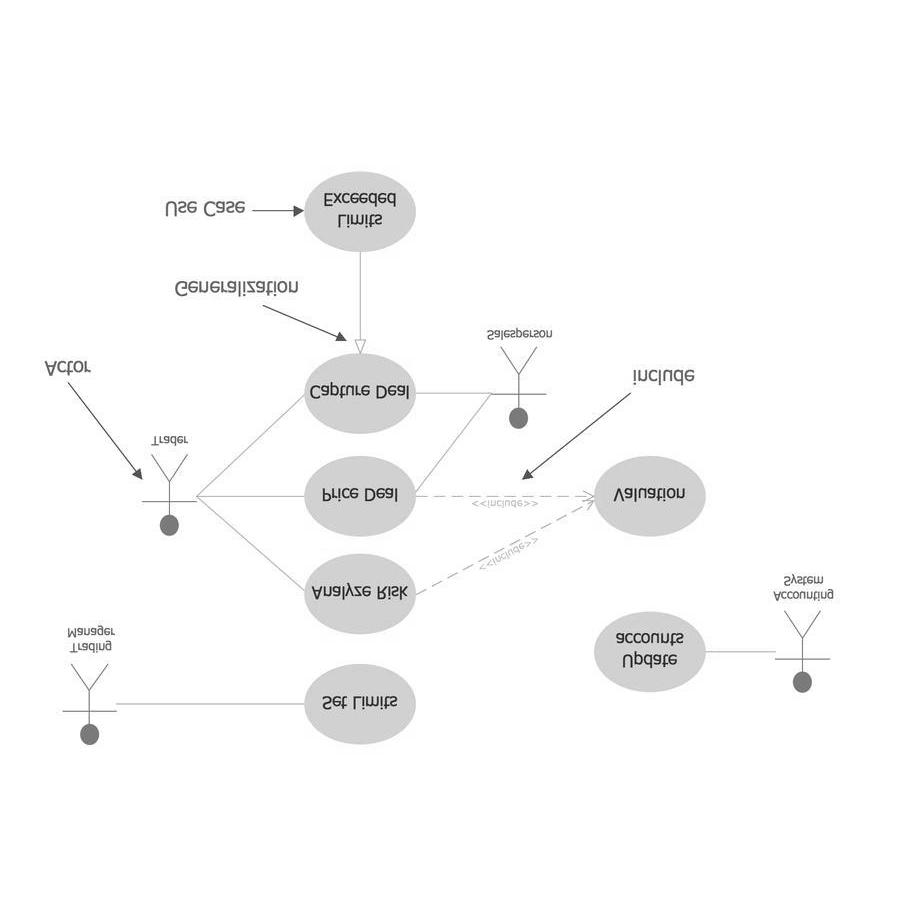 Set Limits
Trading
Manager
Update
accounts
Accounting
System
Analyze Risk
<<include>>
Price Deal
<<include>>
Valuation
Trader
Capture Deal
Actor
include
Salesperson
Generalization
Limits
Exceeded
Use Case